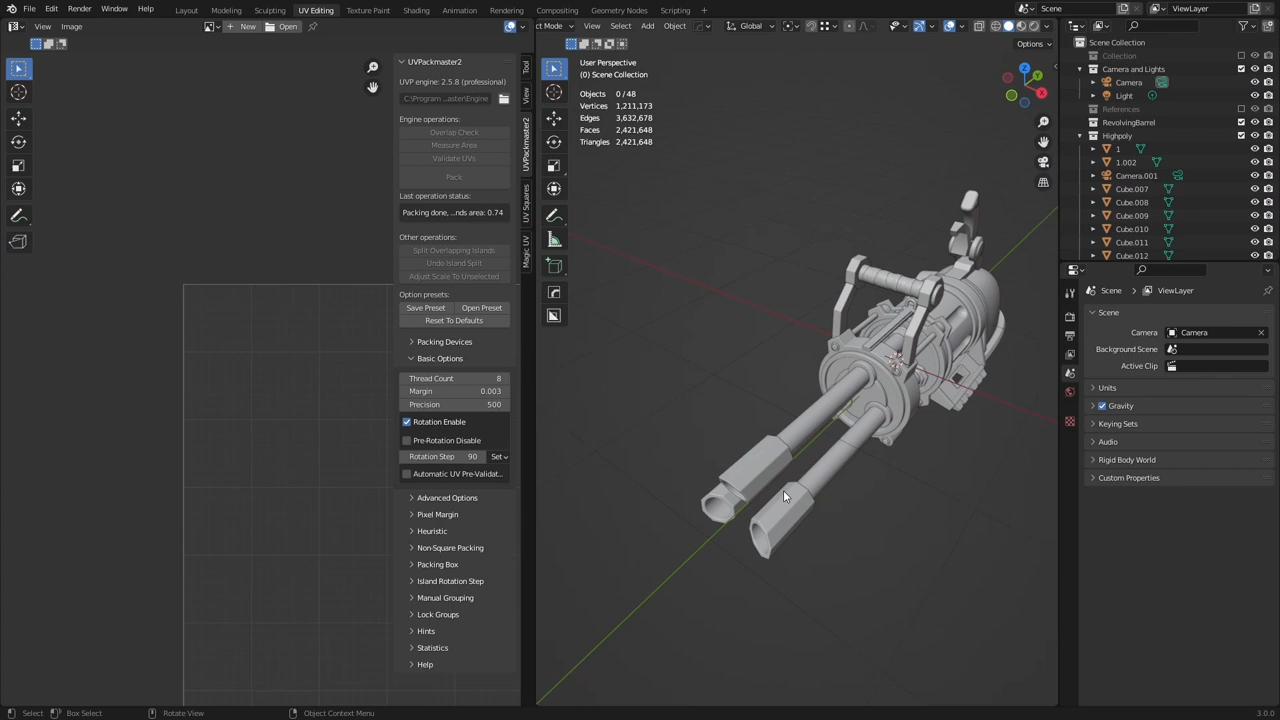 File Edit Render Window Help Layout Modeling Sculpting UV Editing Texture Paint Shading Animation Rendering Compositing Geometry Nodes Scripting Scene ViewLayer
View Image New Open ct Mode View Select Add Object Global
Options
UVPackmaster2
UVP engine: 2.5.8 (professional)
C:\Program ..aster\Engine
Engine operations:
Overlap Check
Measure Area
Validate UVs
Pack
Last operation status:
Packing done, ..nds area: 0.74
Other operations:
Split Overlapping Islands
Undo Island Split
Adjust Scale To Unselected
Option presets:
Save Preset Open Preset
Reset To Defaults
Packing Devices
Basic Options
Thread Count 8
Margin 0.003
Precision 500
Rotation Enable
Pre-Rotation Disable
Rotation Step 90 Set
Automatic UV Pre-Validat..
Advanced Options
Pixel Margin
Heuristic
Non-Square Packing
Packing Box
Island Rotation Step
Manual Grouping
Lock Groups
Hints
Statistics
Help
Tool
View
UVPackmaster2
UV Squares
Magic UV
User Perspective
(0) Scene Collection
Objects 0/48
Vertices 1,211,173
Edges 3,632,678
Faces 2,421,648
Triangles 2,421,648
Z
Y
X
Scene Collection
Collection
Camera and Lights
Camera
Light
References
RevolvingBarrel
Highpoly
1
1.002
Camera.001
Cube.007
Cube.008
Cube.009
Cube.010
Cube.011
Cube.012
Scene ViewLayer
Scene
Camera Camera
Background Scene
Active Clip
Units
Gravity
Keying Sets
Audio
Rigid Body World
Custom Properties
Select Box Select Rotate View Object Context Menu 3.0.0